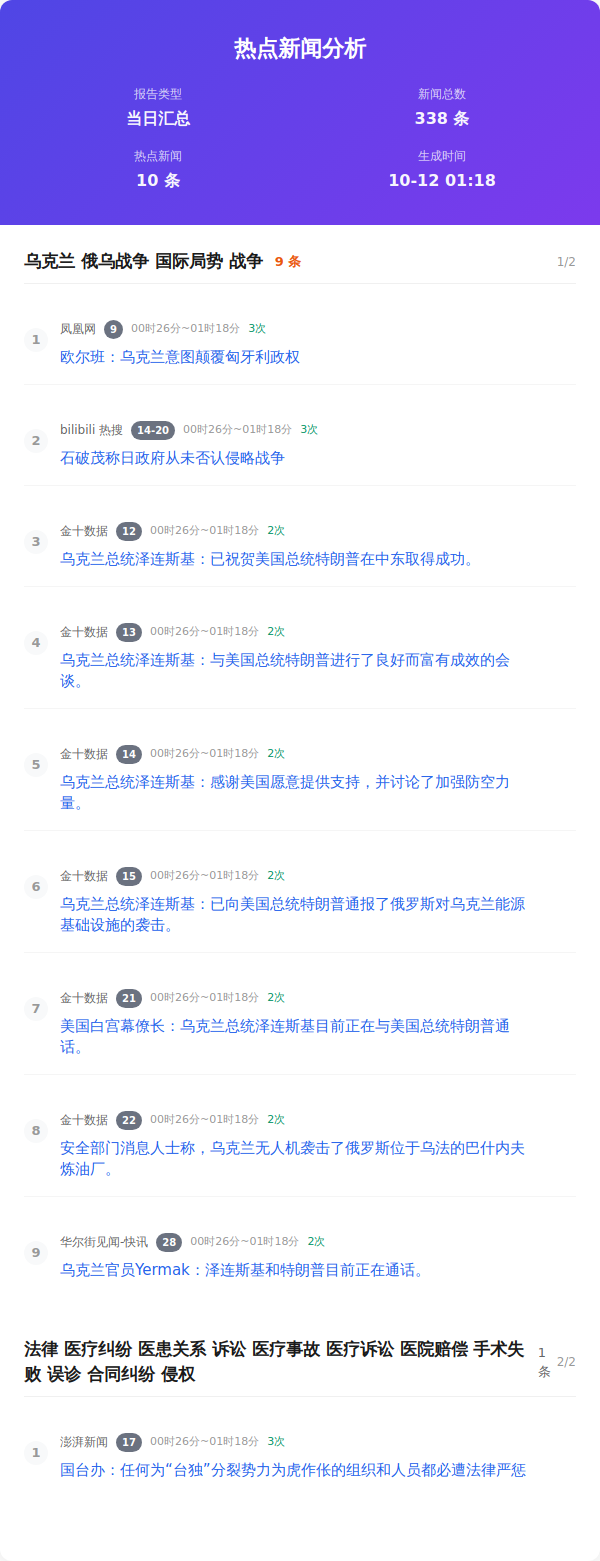 热点新闻分析
报告类型
当日汇总
新闻总数
338 条
热点新闻
10 条
生成时间
10-12 01:18
乌克兰 俄乌战争 国际局势 战争 9 条 1/2
1
凤凰网 9 00时26分~01时18分 3次
欧尔班：乌克兰意图颠覆匈牙利政权
2
bilibili 热搜 14-20 00时26分~01时18分 3次
石破茂称日政府从未否认侵略战争
3
金十数据 12 00时26分~01时18分 2次
乌克兰总统泽连斯基：已祝贺美国总统特朗普在中东取得成功。
4
金十数据 13 00时26分~01时18分 2次
乌克兰总统泽连斯基：与美国总统特朗普进行了良好而富有成效的会
谈。
5
金十数据 14 00时26分~01时18分 2次
乌克兰总统泽连斯基：感谢美国愿意提供支持，并讨论了加强防空力
量。
6
金十数据 15 00时26分~01时18分 2次
乌克兰总统泽连斯基：已向美国总统特朗普通报了俄罗斯对乌克兰能源
基础设施的袭击。
7
金十数据 21 00时26分~01时18分 2次
美国白宫幕僚长：乌克兰总统泽连斯基目前正在与美国总统特朗普通
话。
8
金十数据 22 00时26分~01时18分 2次
安全部门消息人士称，乌克兰无人机袭击了俄罗斯位于乌法的巴什内夫
炼油厂。
9
华尔街见闻-快讯 28 00时26分~01时18分 2次
乌克兰官员Yermak：泽连斯基和特朗普目前正在通话。
法律 医疗纠纷 医患关系 诉讼 医疗事故 医疗诉讼 医院赔偿 手术失
败 误诊 合同纠纷 侵权
1
条
2/2
1
澎湃新闻 17 00时26分~01时18分 3次
国台办：任何为“台独”分裂势力为虎作伥的组织和人员都必遭法律严惩